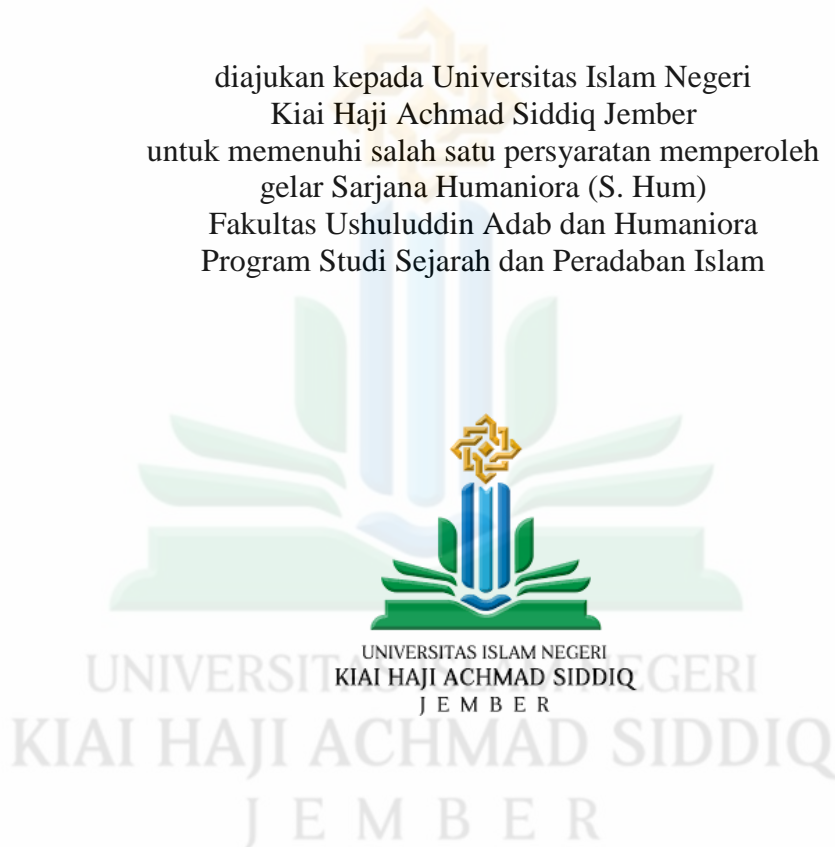 diajukan kepada Universitas Islam Negeri
Kiai Haji Achmad Siddiq Jember
untuk memenuhi salah satu persyaratan memperoleh
gelar Sarjana Humaniora (S. Hum)
Fakultas Ushuluddin Adab dan Humaniora
Program Studi Sejarah dan Peradaban Islam
UNIVERSITAS ISLAM NEGERI
KIAI HAJI ACHMAD SIDDIQ
JEMBER
UNIVERSITAS ISLAM NEGERI
KIAI HAJI ACHMAD SIDDIQ
JEMBER